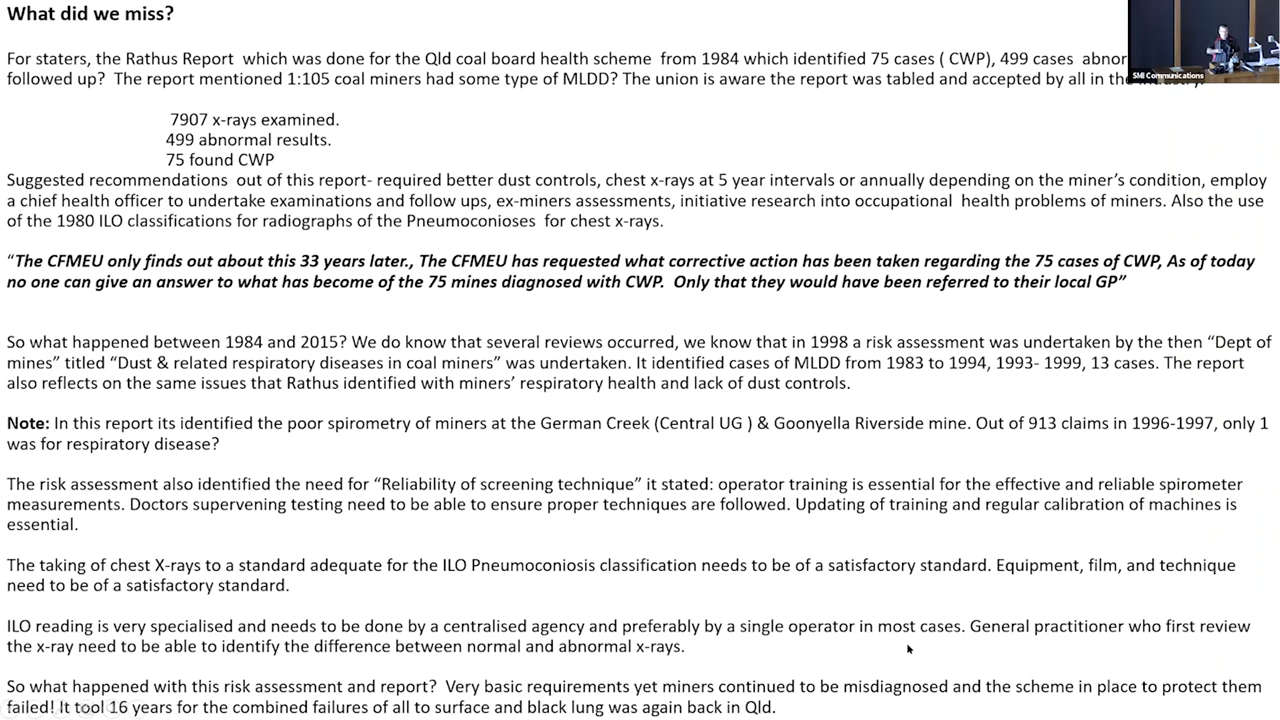 What did we miss?
For staters, the Rathus Report which was done for the Qld coal board health scheme from 1984 which identified 75 cases ( CWP), 499 cases
followed up? The report mentioned 1:105 coal miners had some type of MLDD? The union is aware the report was tabled and accepted by all in the
SMI Communications
7907 x-rays examined.
499 abnormal results.
75 found CWP
Suggested recommendations out of this report- required better dust controls, chest x-rays at 5 year intervals or annually depending on the miner's condition, employ
a chief health officer to undertake examinations and follow ups, ex-miners assessments, initiative research into occupational health problems of miners. Also the use
of the 1980 ILO classifications for radiographs of the Pneumoconioses for chest x-rays.
"The CFMEU only finds out about this 33 years later., The CFMEU has requested what corrective action has been taken regarding the 75 cases of CWP, As of today
no one can give an answer to what has become of the 75 mines diagnosed with CWP. Only that they would have been referred to their local GP"
So what happened between 1984 and 2015? We do know that several reviews occurred, we know that in 1998 a risk assessment was undertaken by the then "Dept of
mines" titled "Dust & related respiratory diseases in coal miners" was undertaken. It identified cases of MLDD from 1983 to 1994, 1993- 1999, 13 cases. The report
also reflects on the same issues that Rathus identified with miners' respiratory health and lack of dust controls.
Note: In this report its identified the poor spirometry of miners at the German Creek (Central UG ) & Goonyella Riverside mine. Out of 913 claims in 1996-1997, only 1
was for respiratory disease?
The risk assessment also identified the need for "Reliability of screening technique" it stated: operator training is essential for the effective and reliable spirometer
measurements. Doctors supervening testing need to be able to ensure proper techniques are followed. Updating of training and regular calibration of machines is
essential.
The taking of chest X-rays to a standard adequate for the ILO Pneumoconiosis classification needs to be of a satisfactory standard. Equipment, film, and technique
need to be of a satisfactory standard.
ILO reading is very specialised and needs to be done by a centralised agency and preferably by a single operator in most cases. General practitioner who first review
the x-ray need to be able to identify the difference between normal and abnormal x-rays.
So what happened with this risk assessment and report? Very basic requirements yet miners continued to be misdiagnosed and the scheme in place to protect them
failed! It tool 16 years for the combined failures of all to surface and black lung was again back in Qld.